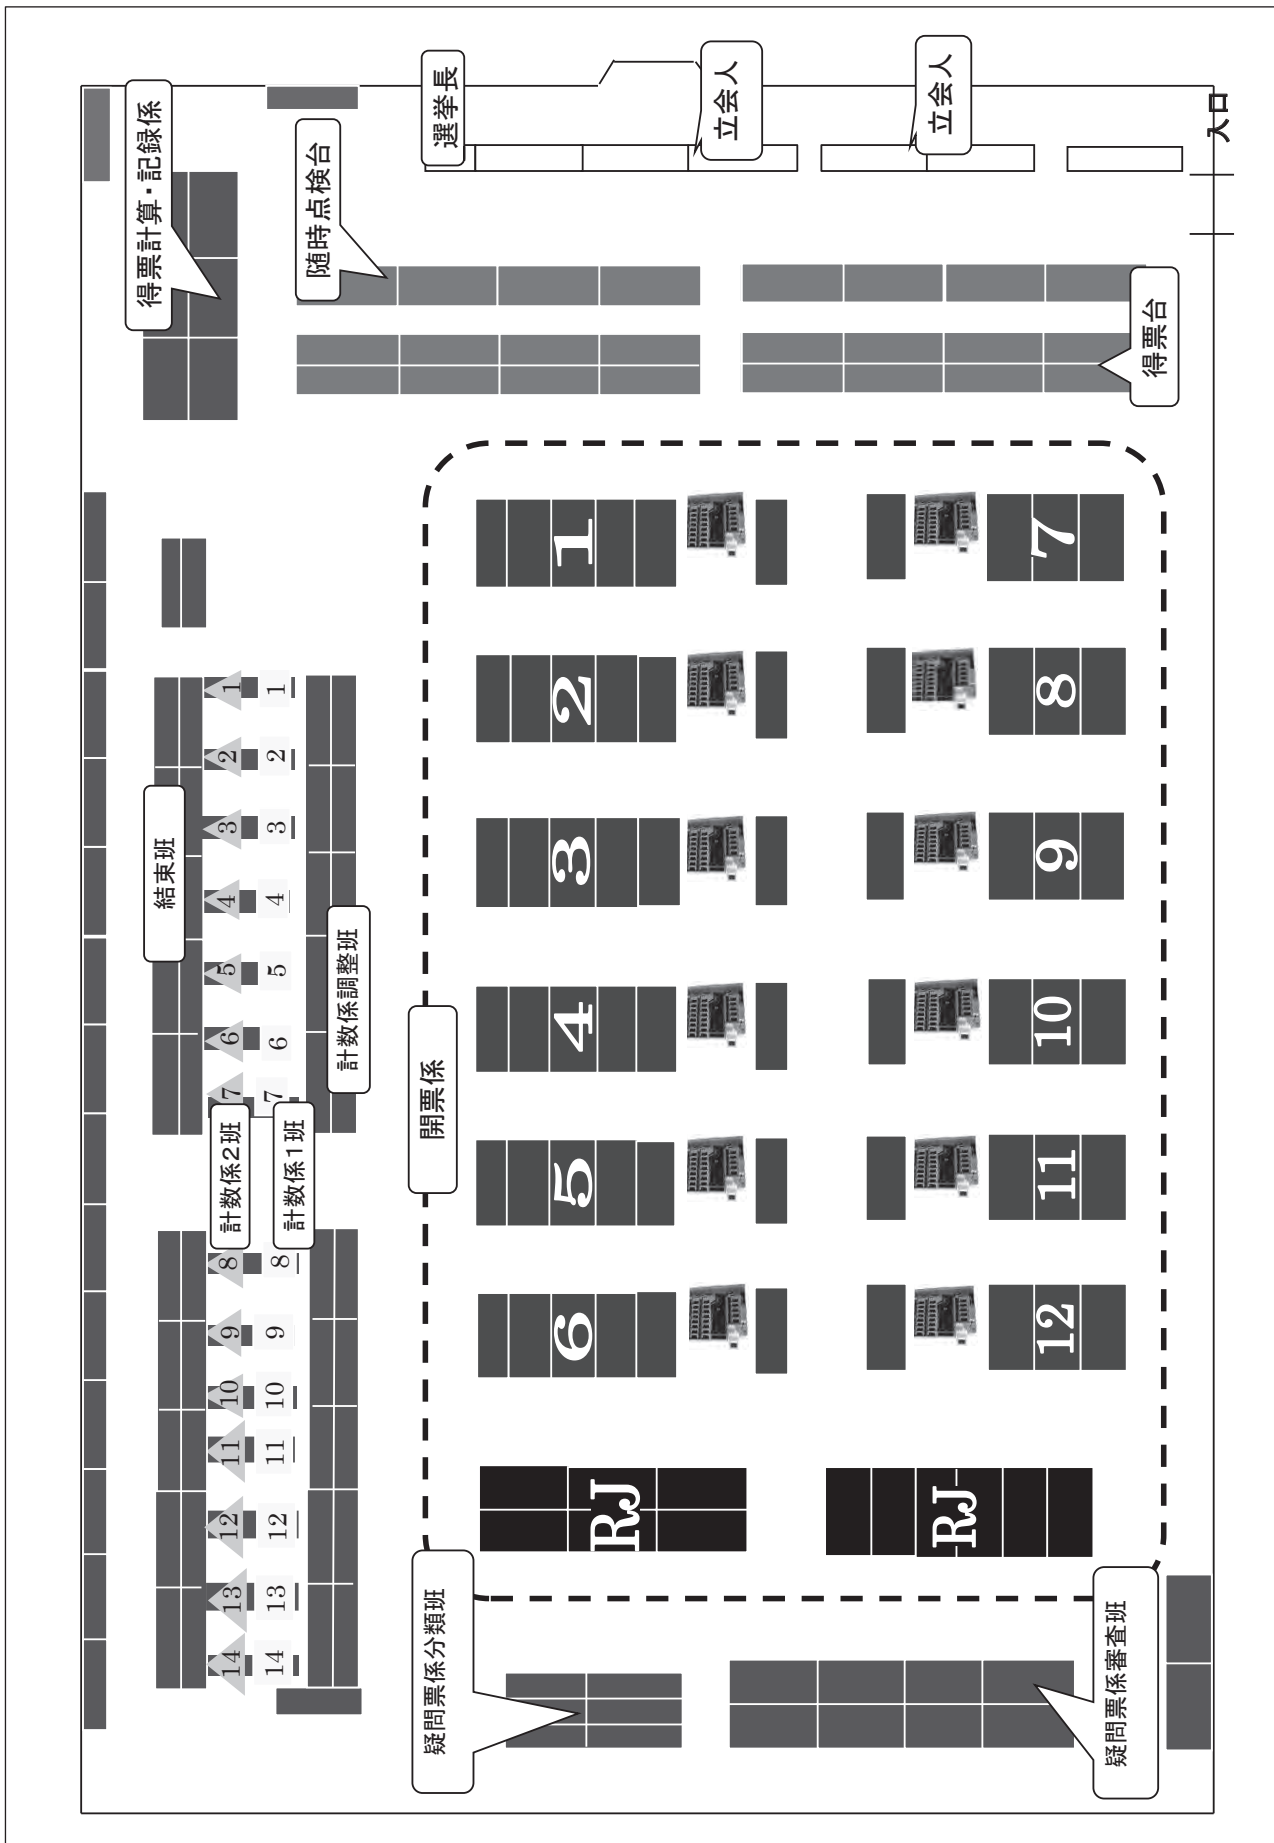 得票計算・記録係
随時点検台
選挙長
立会人
立会人
入口
得票台
結束班
計数係調整班
計数係2班
計数係1班
1
2
3
4
5
6
7
8
9
10
11
12
13
14
1
2
3
4
5
6
7
8
9
10
11
12
13
14
開票係
1
2
3
4
5
6
RJ
7
8
9
10
11
12
RJ
疑問票係分類班
疑問票係審査班